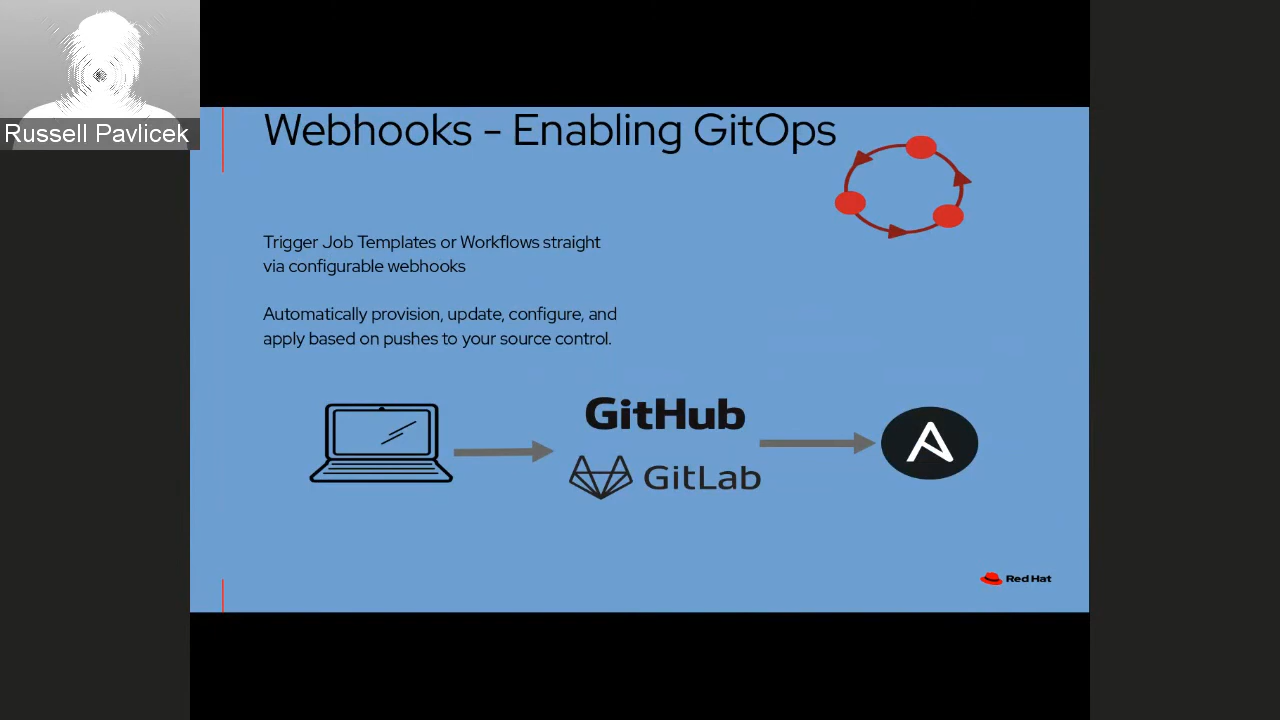 Russell Pavlicek
Webhooks - Enabling GitOps
Trigger Job Templates or Workflows straight
via configurable webhooks
Automatically provision, update, configure, and
apply based on pushes to your source control.
GitHub
GitLab
Red Hat